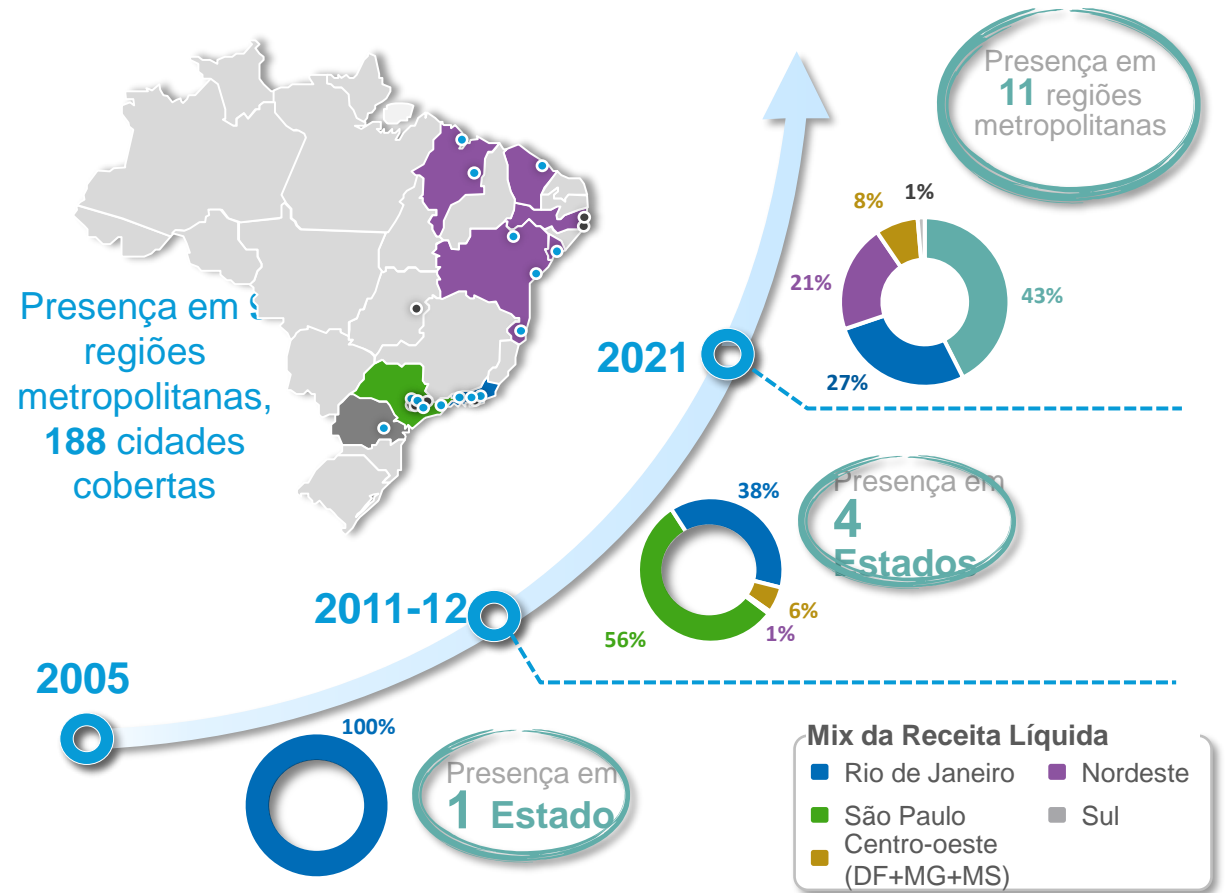 Presença em
11 regiões
metropolitanas
8%
1%
21%
43%
27%
Presença em
regiões
metropolitanas,
188 cidades
cobertas
2021
38%
6%
1%
56%
Presença em
4
Estados
2011-12
2005
100%
Presença em
1 Estado
Mix da Receita Líquida
Rio de Janeiro
Nordeste
São Paulo
Sul
Centro-oeste
(DF+MG+MS)